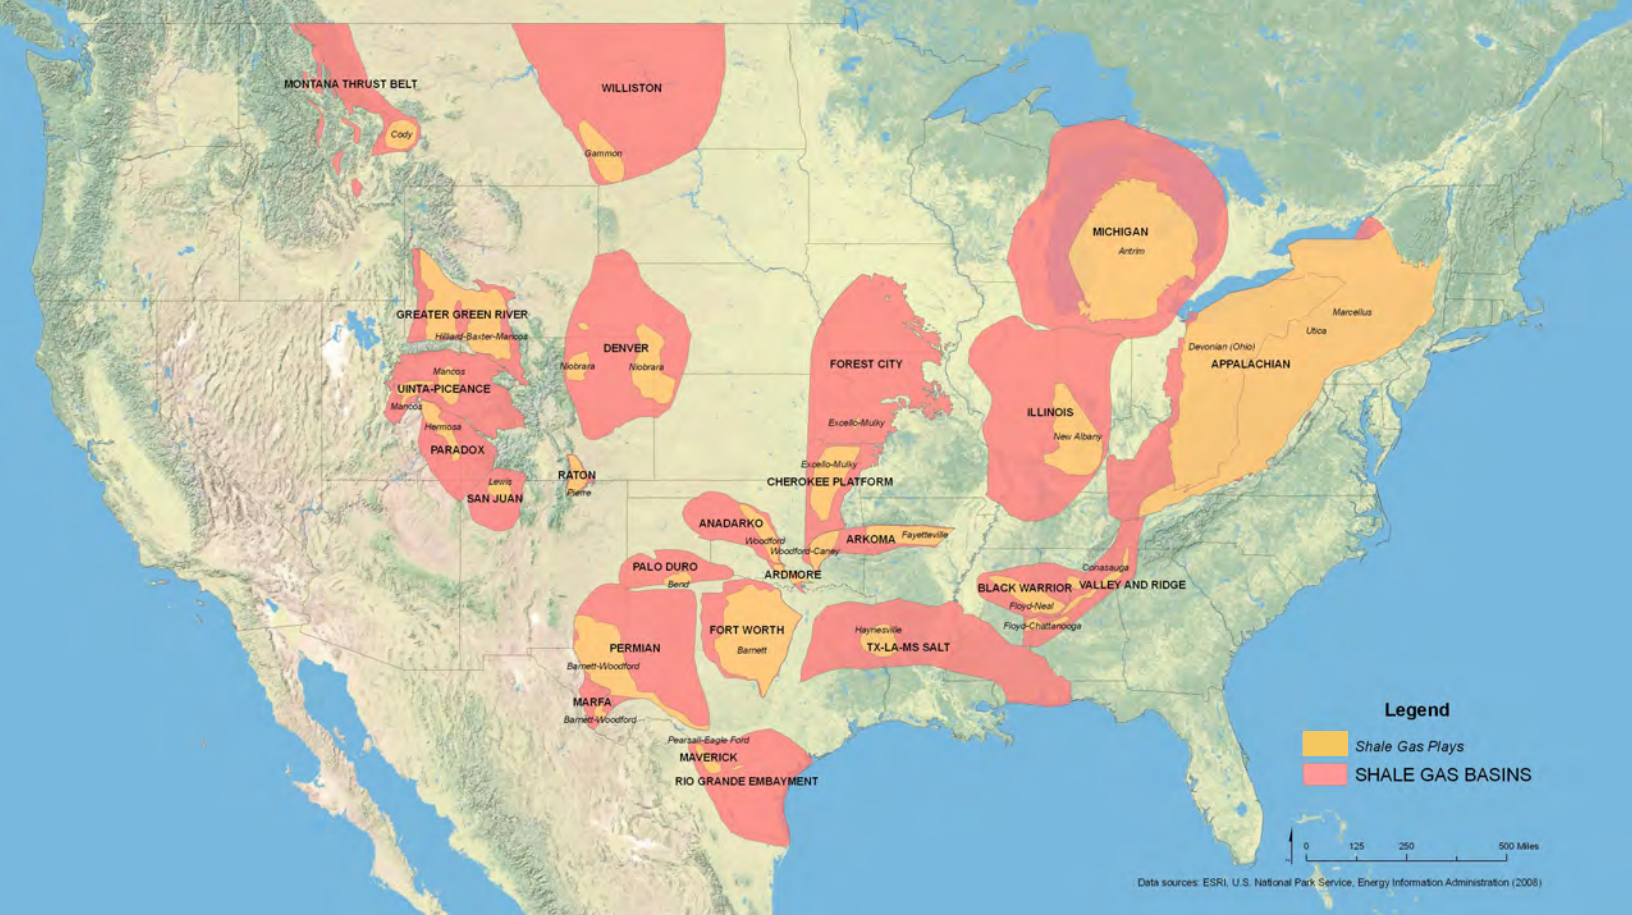 MONTANA THRUST BELT
WILLISTON
Cody
Gammon
MICHIGAN
Antrim
GREATER GREEN RIVER
Hilliard-Baxter-Mancos
Marcellus
Utica
Devonian (Ohio)
APPALACHIAN
DENVER
Niobrara
Niobrara
FOREST CITY
Mancos
UINTA-PICEANCE
Mancos
ILLINOIS
New Albany
Excello-Mulky
Hermosa
PARADOX
Excello-Mulky
CHEROKEE PLATFORM
RATON
Pierre
Lewis
SAN JUAN
ANADARKO
Woodford
Woodford-Caney
ARKOMA
Fayetteville
PALO DURO
Bend
ARDMORE
Conasauga
BLACK WARRIOR
VALLEY AND RIDGE
Floyd-Neal
Floyd-Chattanooga
FORT WORTH
Barnett
Haynesville
TX-LA-MS SALT
PERMIAN
Barnett-Woodford
MARFA
Barnett-Woodford
Pearsall-Eagle Ford
MAVERICK
RIO GRANDE EMBAYMENT
Legend
Shale Gas Plays
SHALE GAS BASINS
0 125 250 500 Miles
Data sources: ESRI, U.S. National Park Service, Energy Information Administration (2008)